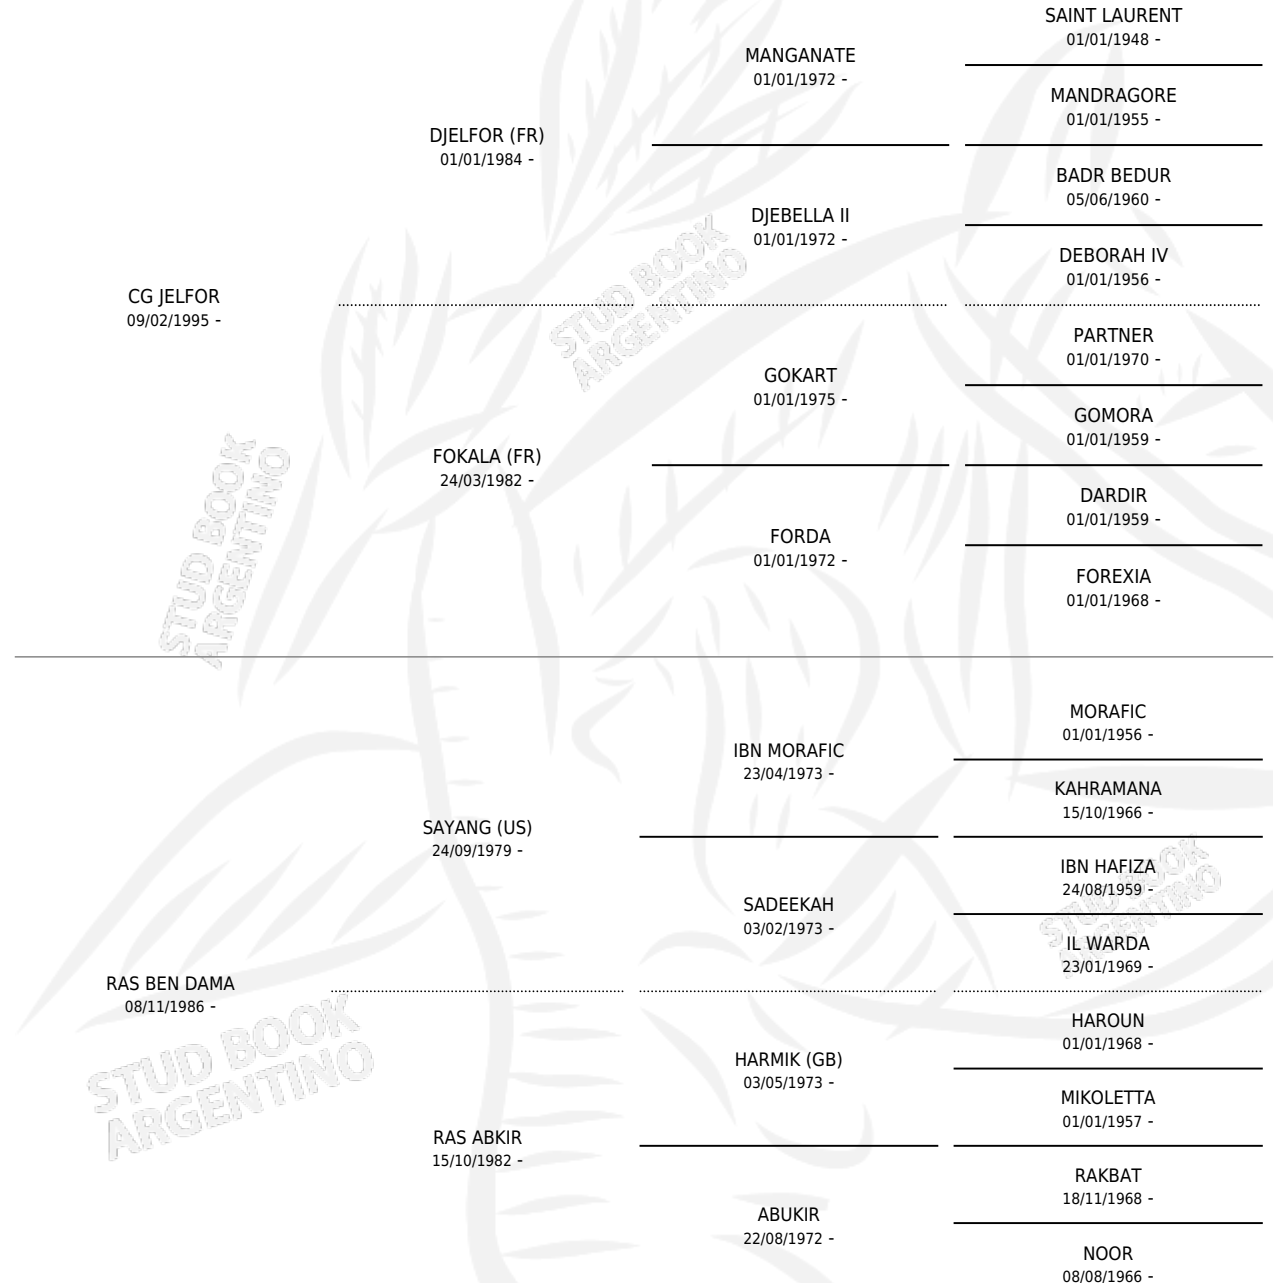 SAINT LAURENT
01/01/1948 -
MANGANATE
01/01/1972 -
MANDRAGORE
01/01/1955 -
DJELFOR (FR)
01/01/1984 -
BADR BEDUR
05/06/1960 -
DJEBELLA II
01/01/1972 -
DEBORAH IV
01/01/1956 -
CG JELFOR
09/02/1995 -
PARTNER
01/01/1970 -
GOKART
01/01/1975 -
GOMORA
01/01/1959 -
FOKALA (FR)
24/03/1982 -
DARDIR
01/01/1959 -
FORDA
01/01/1972 -
FOREXIA
01/01/1968 -
MORAFIC
01/01/1956 -
IBN MORAFIC
23/04/1973 -
KAHRAMANA
15/10/1966 -
SAYANG (US)
24/09/1979 -
IBN HAFIZA
24/08/1959 -
SADEEKAH
03/02/1973 -
IL WARDA
23/01/1969 -
RAS BEN DAMA
08/11/1986 -
HAROUN
01/01/1968 -
HARMIK (GB)
03/05/1973 -
MIKOLETTA
01/01/1957 -
RAS ABKIR
15/10/1982 -
RAKBAT
18/11/1968 -
ABUKIR
22/08/1972 -
NOOR
08/08/1966 -
STUD BOOK
ARGENTINO
STUD BOOK
ARGENTINO
STUD BOOK
ARGENTINO
STUD BOOK
ARGENTINO